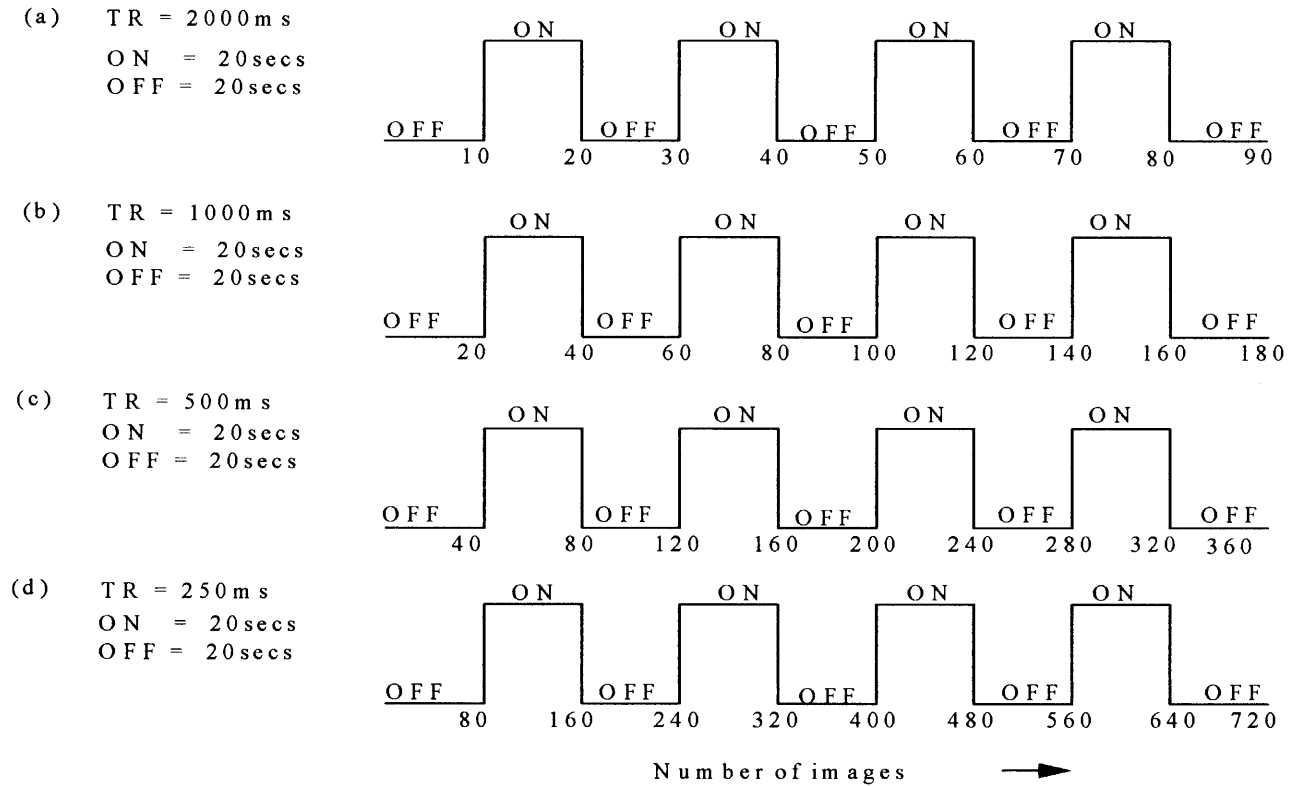 (a) TR = 2000ms
ON = 20secs
OFF = 20secs
ON ON ON ON
OFF OFF OFF OFF OFF
10 20 30 40 50 60 70 80 90
(b) TR = 1000ms
ON = 20secs
OFF = 20secs
ON ON ON ON
OFF OFF OFF OFF OFF
20 40 60 80 100 120 140 160 180
(c) TR = 500ms
ON = 20secs
OFF = 20secs
ON ON ON ON
OFF OFF OFF OFF OFF
40 80 120 160 200 240 280 320 360
(d) TR = 250ms
ON = 20secs
OFF = 20secs
ON ON ON ON
OFF OFF OFF OFF OFF
80 160 240 320 400 480 560 640 720
Number of images